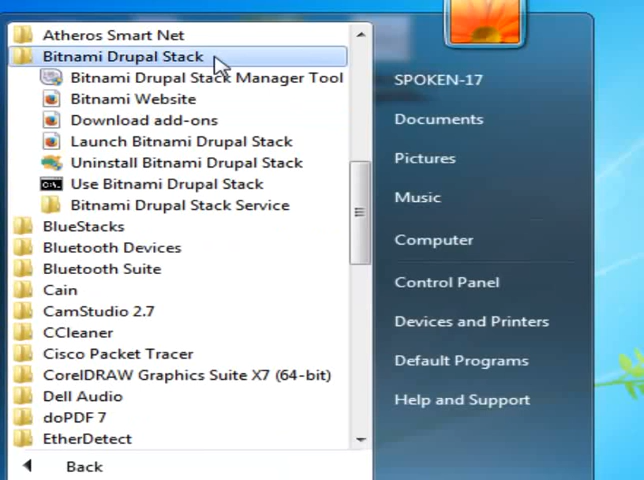 Atheros Smart Net
Bitnami Drupal Stack
Bitnami Drupal Stack Manager Tool
Bitnami Website
Download add-ons
Launch Bitnami Drupal Stack
Uninstall Bitnami Drupal Stack
Use Bitnami Drupal Stack
Bitnami Drupal Stack Service
BlueStacks
Bluetooth Devices
Bluetooth Suite
Cain
CamStudio 2.7
CCleaner
Cisco Packet Tracer
CorelDRAW Graphics Suite X7 (64-bit)
Dell Audio
doPDF 7
EtherDetect
Back
SPOKEN-17
Documents
Pictures
Music
Computer
Control Panel
Devices and Printers
Default Programs
Help and Support